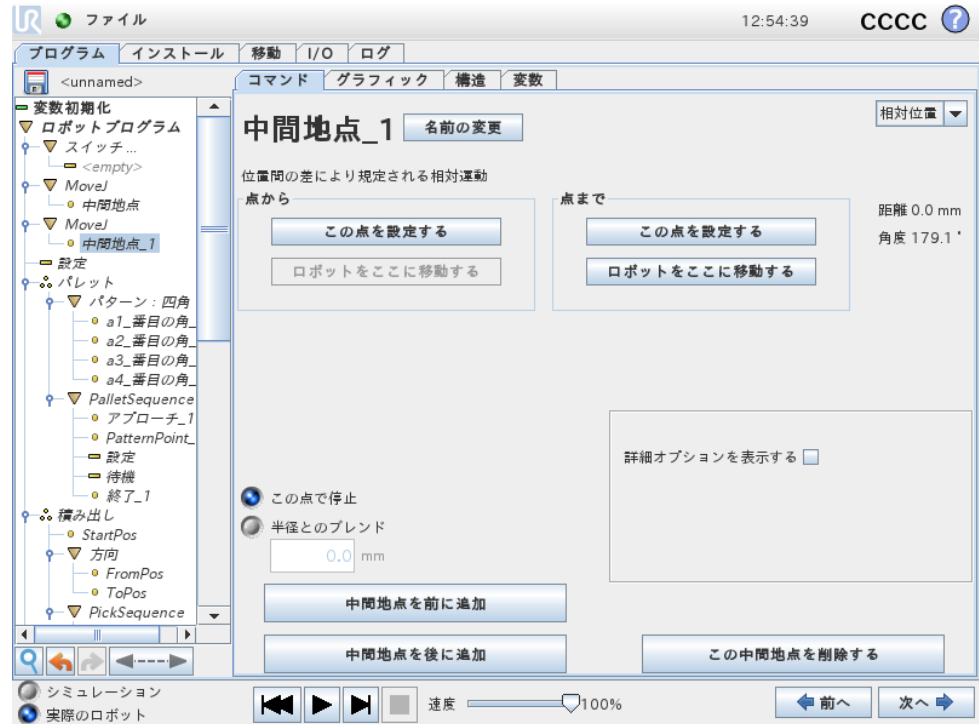 UR ファイル 12:54:39 CCCC ?
プログラム インストール 移動 I/O ログ
<unnamed>
コマンド グラフィック 構造 変数
変数初期化
ロボットプログラム
スイッチ...
<empty>
MoveJ
中間地点
MoveJ
中間地点_1
設定
パレット
パターン : 四角
a1_番目の角_
a2_番目の角_
a3_番目の角_
a4_番目の角_
PalletSequence
アプローチ_1
PatternPoint_
設定
待機
終了_1
積み出し
StartPos
方向
FromPos
ToPos
PickSequence
中間地点_1 名前の変更
相対位置
位置間の差により規定される相対運動
点から
この点を設定する
ロボットをここに移動する
点まで
この点を設定する
ロボットをここに移動する
距離 0.0 mm
角度 179.1 °
詳細オプションを表示する
この点で停止
半径とのブレンド
0.0 mm
中間地点を前に追加
中間地点を後に追加
この中間地点を削除する
シミュレーション
実際のロボット
速度 100%
前へ
次へ